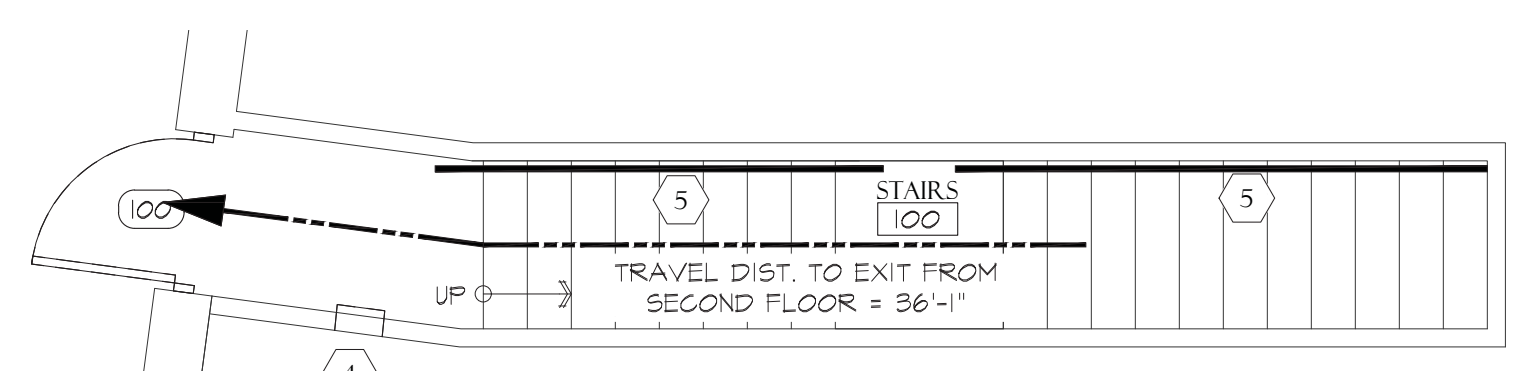 100
5
STAIRS
100
5
TRAVEL DIST. TO EXIT FROM
SECOND FLOOR = 36'-1"
UP